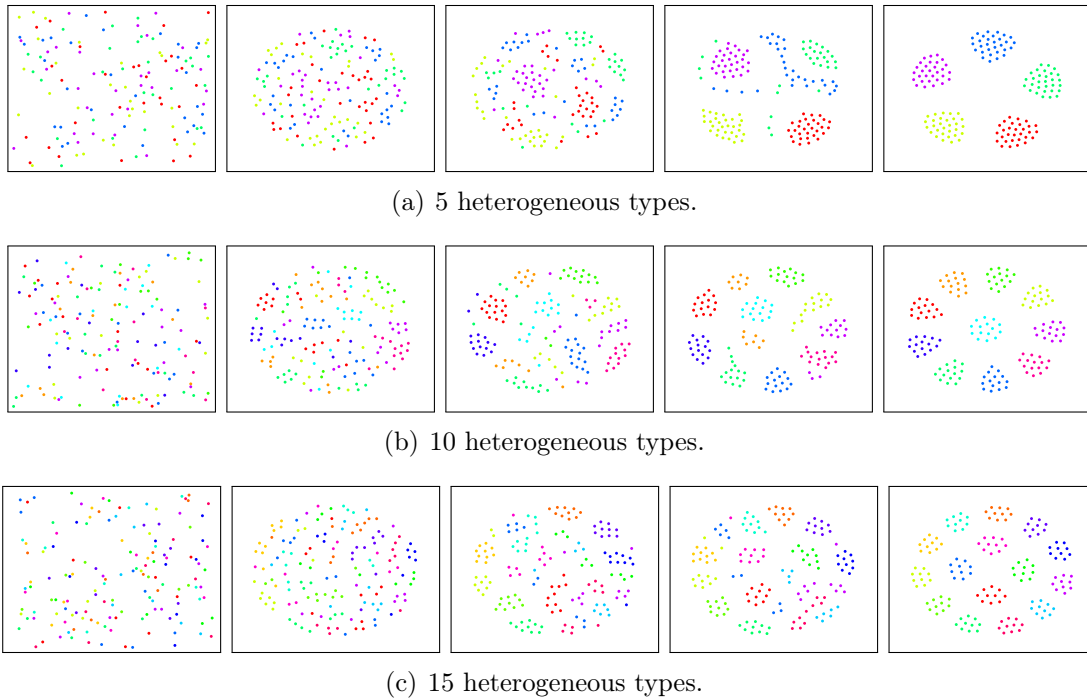 (a) 5 heterogeneous types.
(b) 10 heterogeneous types.
(c) 15 heterogeneous types.